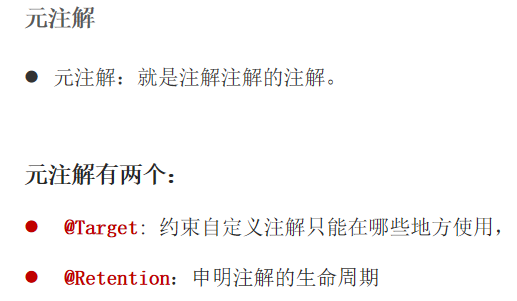 元注解
● 元注解：就是注解注解的注解。
元注解有两个：
● @Target: 约束自定义注解只能在哪些地方使用，
● @Retention：申明注解的生命周期